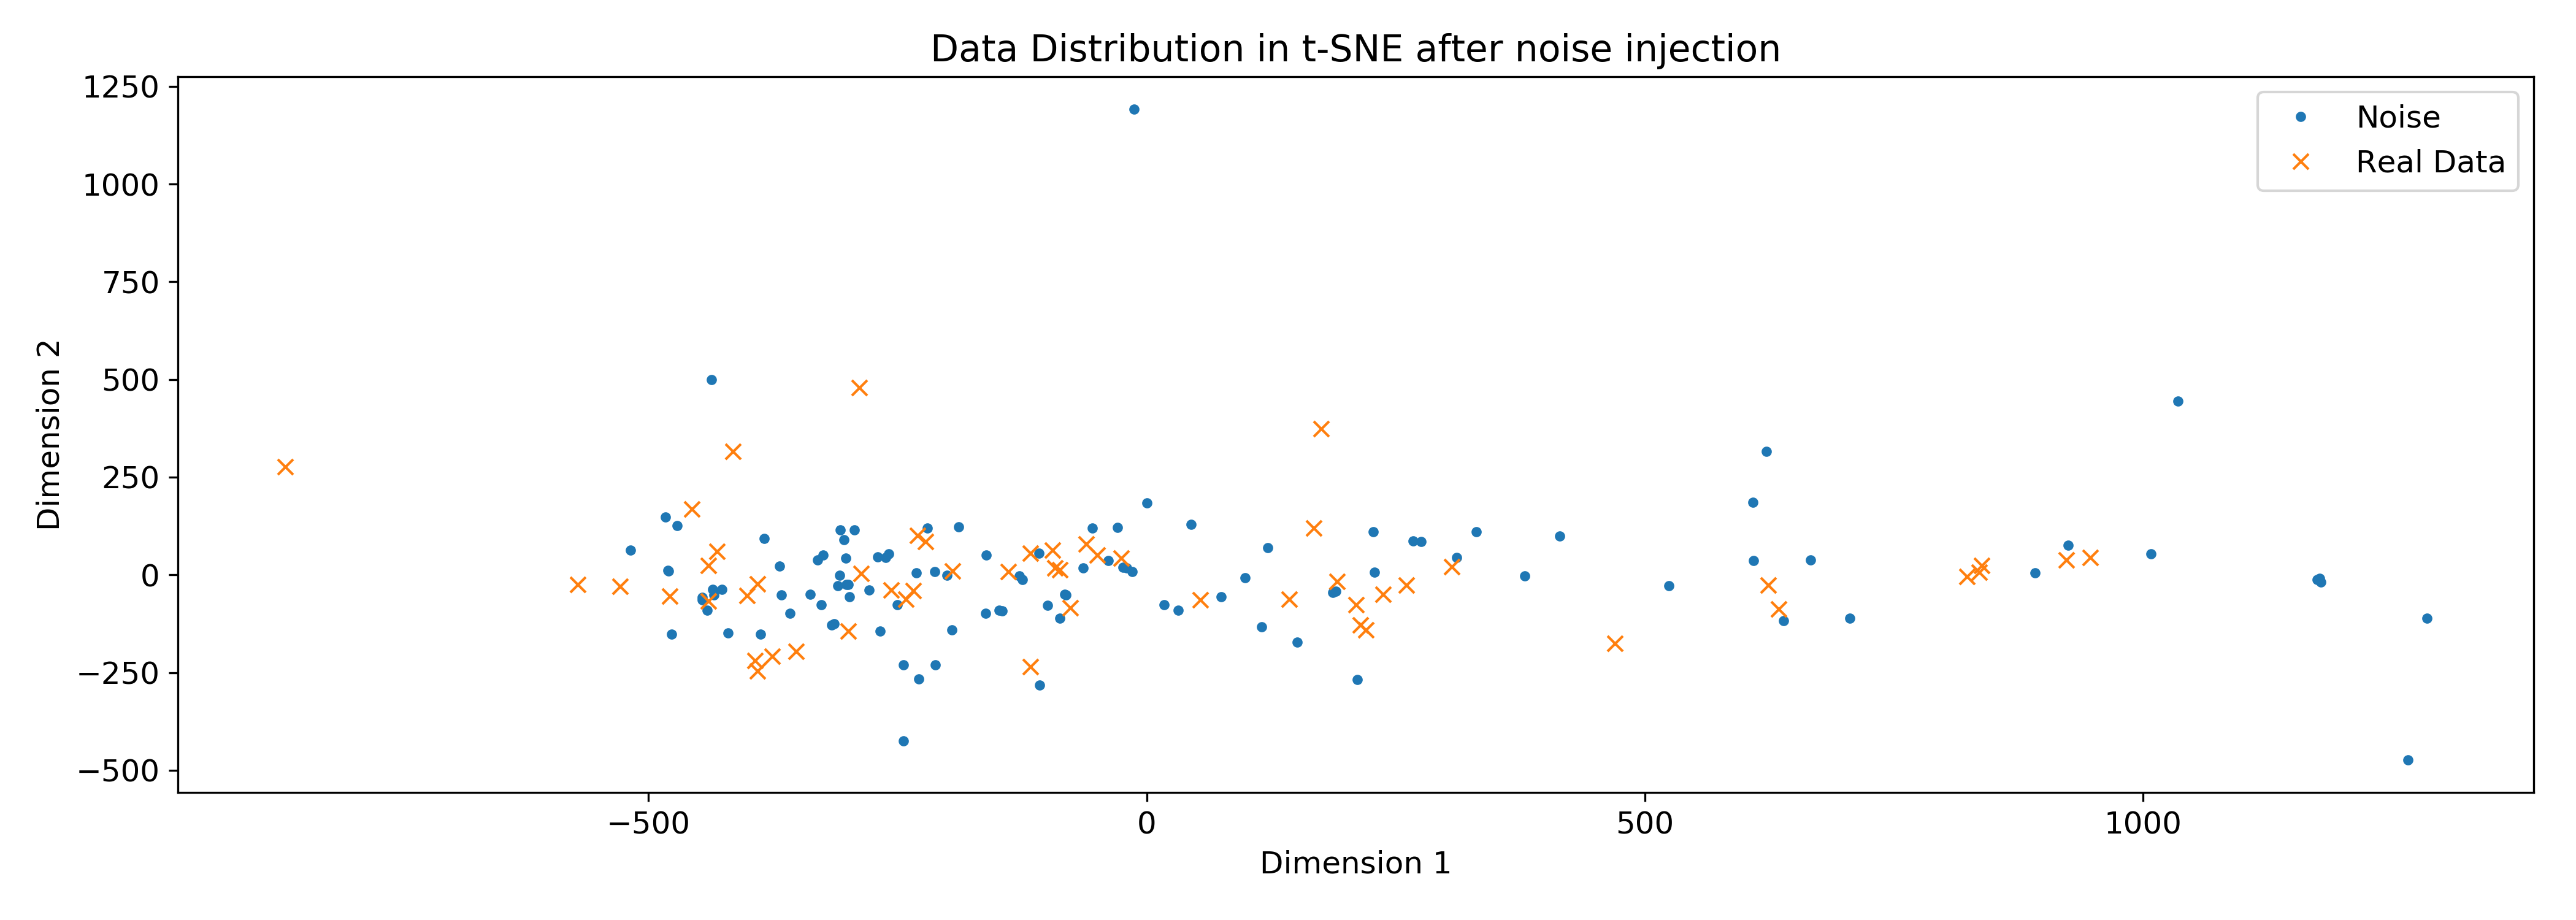 Data Distribution in t-SNE after noise injection
1250
1000
750
500
250
0
−250
−500
Dimension 2
Noise
Real Data
−500
0
500
1000
Dimension 1